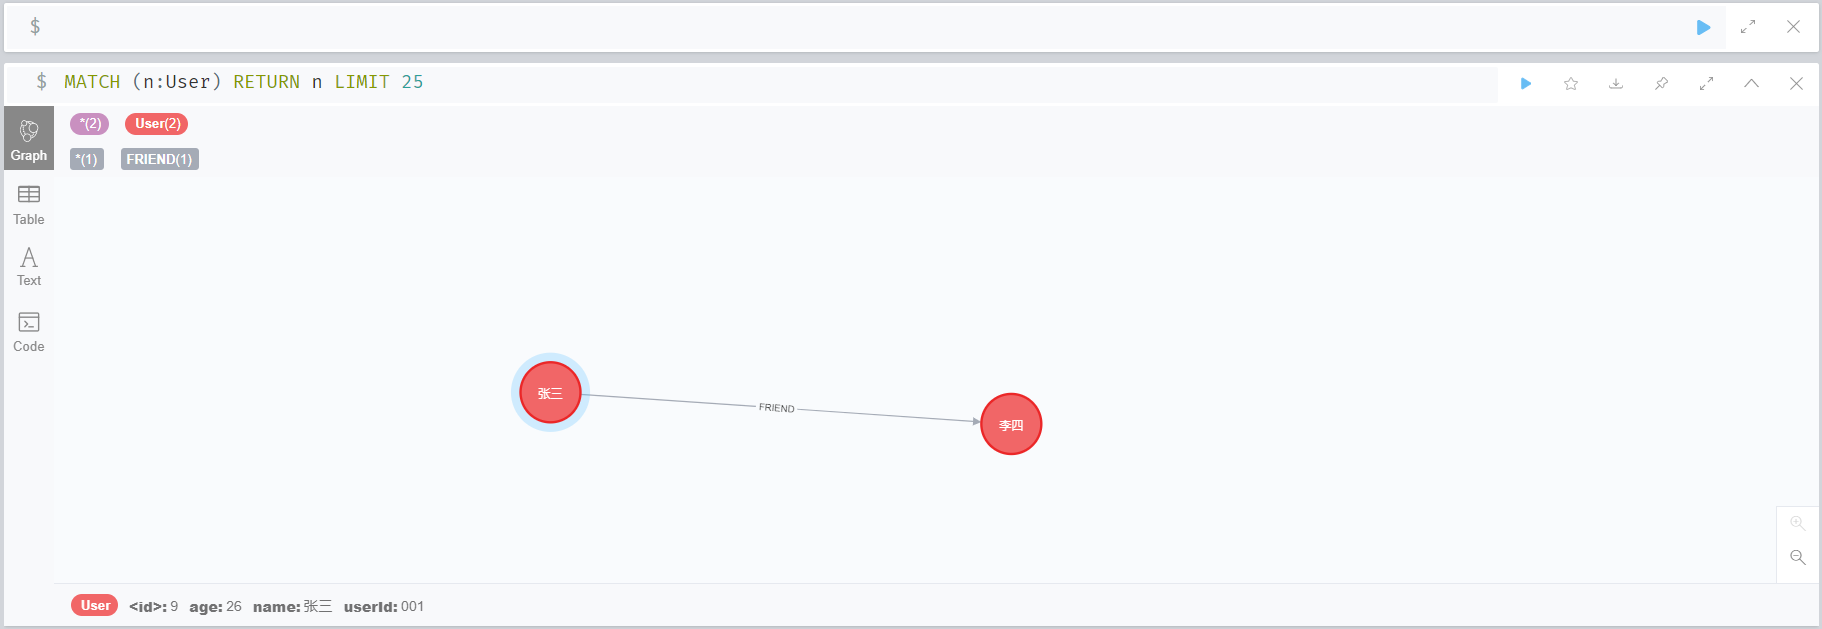 $
$ MATCH (n:User) RETURN n LIMIT 25
*(2) User(2)
*(1) FRIEND(1)
Graph
Table
Text
Code
张三
FRIEND
李四
User <id>: 9 age: 26 name: 张三 userId: 001